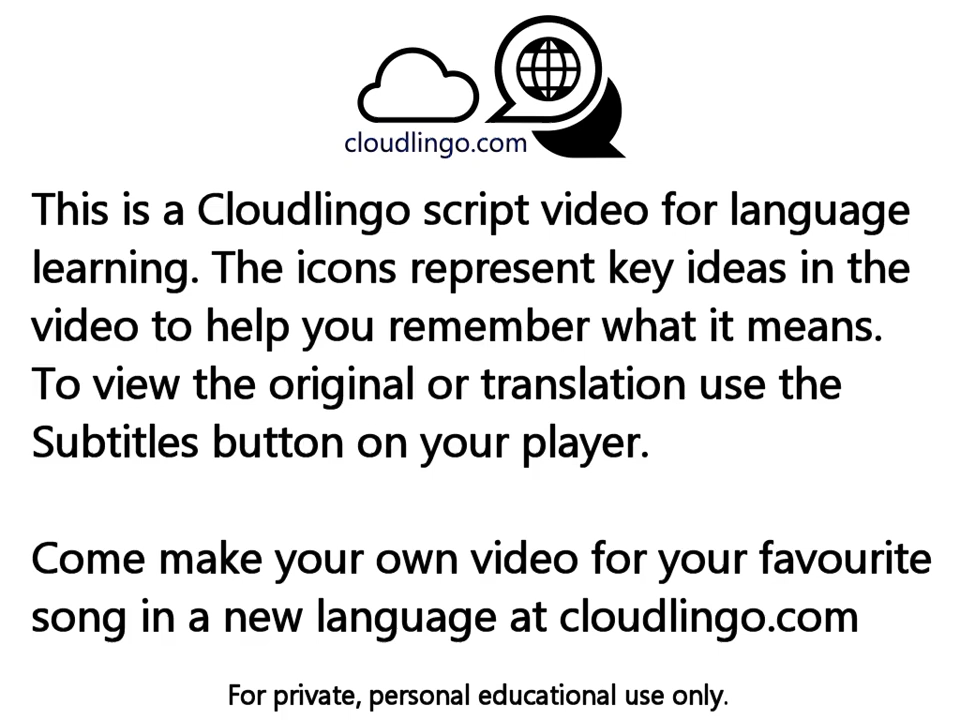 cloudlingo.com
This is a Cloudlingo script video for language
learning. The icons represent key ideas in the
video to help you remember what it means.
To view the original or translation use the
Subtitles button on your player.
Come make your own video for your favourite
song in a new language at cloudlingo.com
For private, personal educational use only.